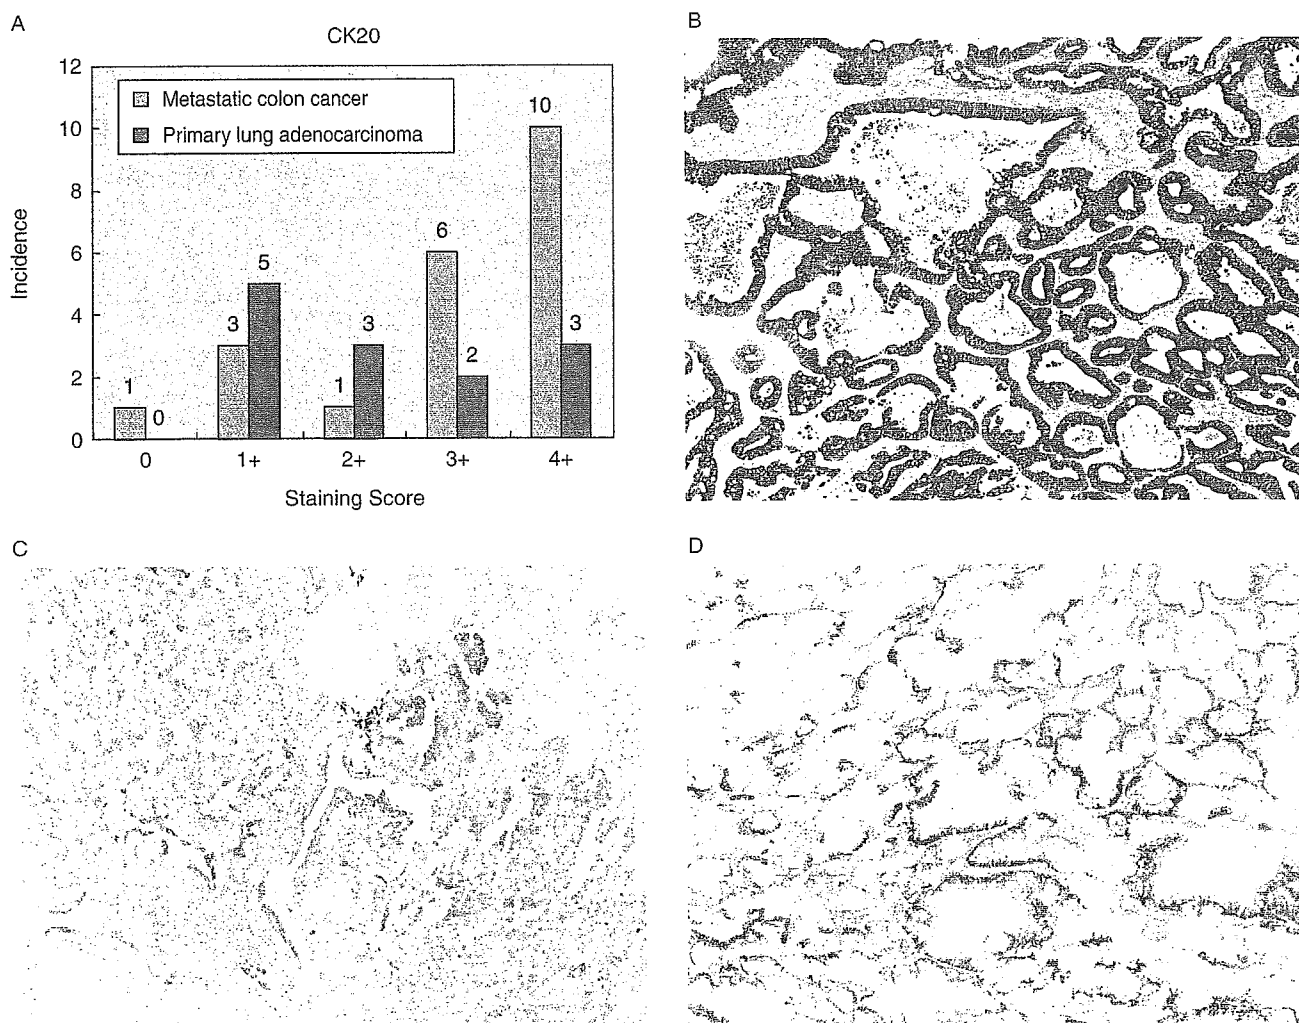 A
CK20
12
Metastatic colon cancer
Primary lung adenocarcinoma
10
8
6
4
2
0
Incidence
1
0
3
5
1
3
6
2
10
3
0 1+ 2+ 3+ 4+
Staining Score
B
C
D